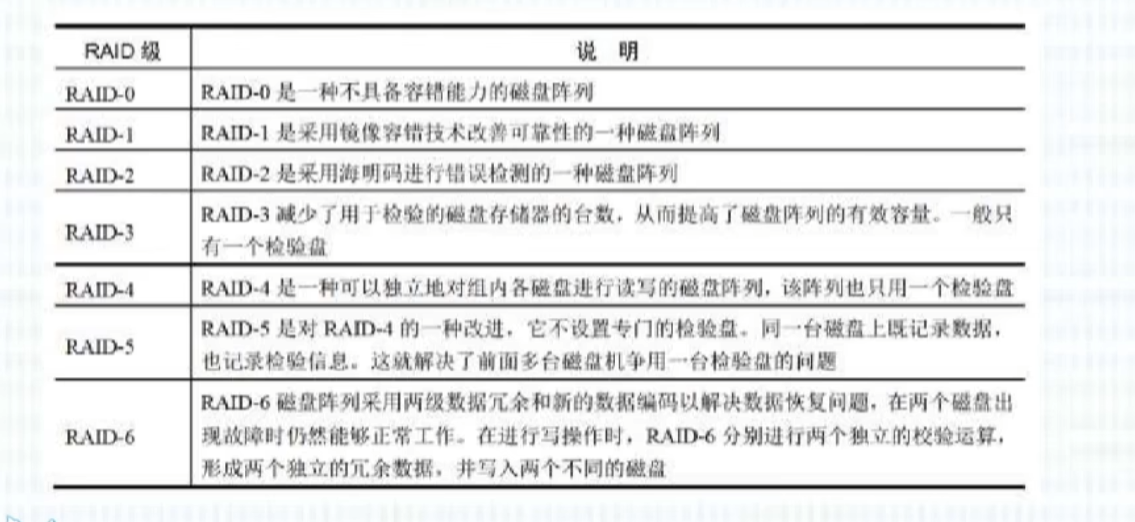 RAID 级 说 明
RAID-0 RAID-0 是一种不具备容错能力的磁盘阵列
RAID-1 RAID-1 是采用镜像容错技术改善可靠性的一种磁盘阵列
RAID-2 RAID-2 是采用海明码进行错误检测的一种磁盘阵列
RAID-3 RAID-3 减少了用于检验的磁盘存储器的台数，从而提高了磁盘阵列的有效容量。一般只
有一个检验盘
RAID-4 RAID-4 是一种可以独立地对组内各磁盘进行读写的磁盘阵列，该阵列也只用一个检验盘
RAID-5 RAID-5 是对 RAID-4 的一种改进，它不设置专门的检验盘。同一台磁盘上既记录数据，
也记录检验信息。这就解决了前面多台磁盘机争用一台检验盘的问题
RAID-6 RAID-6 磁盘阵列采用两级数据冗余和新的数据编码以解决数据恢复问题，在两个磁盘出
现故障时仍然能够正常工作。在进行写操作时，RAID-6 分别进行两个独立的校验运算，
形成两个独立的冗余数据，并写入两个不同的磁盘